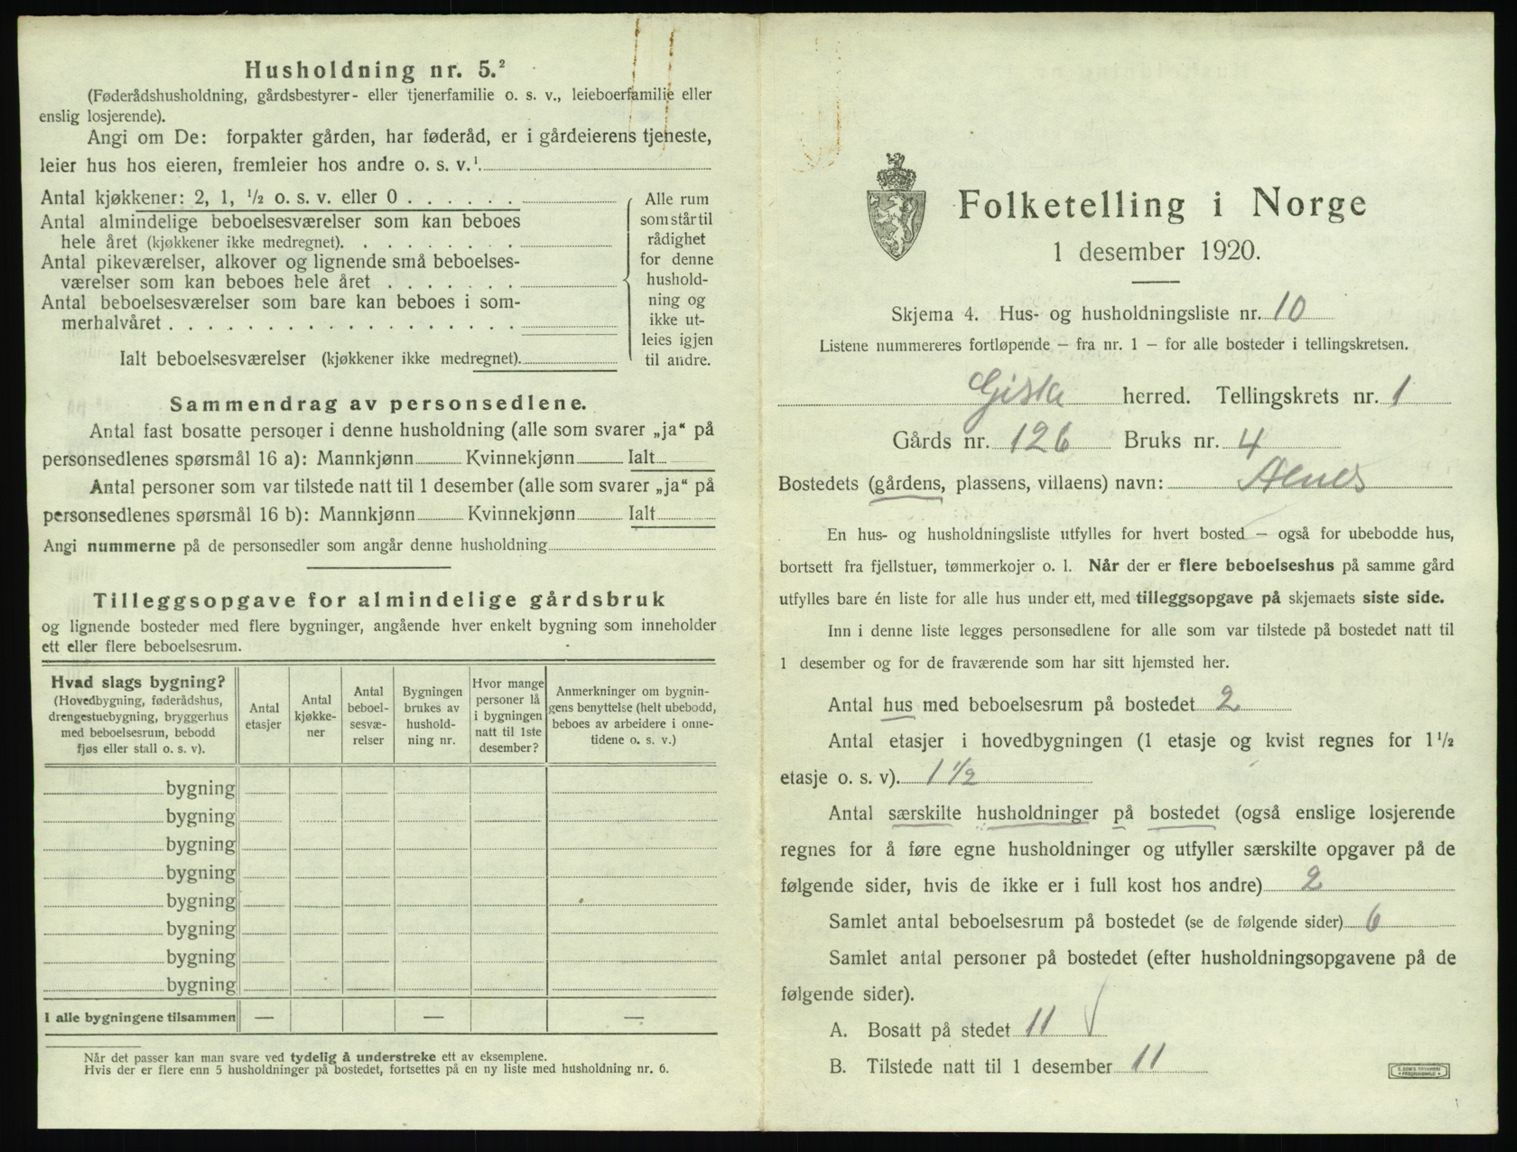 Husholdning nr. 5.²
(Føderådshusholdning, gårdsbestyrer- eller tjenerfamilie o. s. v., leieboerfamilie eller
enslig losjerende).
Angi om De: forpakter gården, har føderåd, er i gårdeierens tjeneste,
leier hus hos eieren, fremleier hos andre o. s. v.¹
Antal kjøkkener: 2, 1, ½ o. s. v. eller 0
Antal almindelige beboelsesværelser som kan beboes
hele året (kjøkkener ikke medregnet).
Antal pikeværelser, alkover og lignende små beboelses-
værelser som kan beboes hele året
Antal beboelsesværelser som bare kan beboes i som-
merhalvåret
Ialt beboelsesværelser (kjøkkener ikke medregnet).
Alle rum
som står til
rådighet
for denne
hushold-
ning og
ikke ut-
leies igjen
til andre.
Sammendrag av personsedlene.
Antal fast bosatte personer i denne husholdning (alle som svarer „ja“ på
personsedlenes spørsmål 16 a): Mannkjønn Kvinnekjønn Ialt
Antal personer som var tilstede natt til 1 desember (alle som svarer „ja“ på
personsedlenes spørsmål 16 b): Mannkjønn Kvinnekjønn Ialt
Angi nummerne på de personsedler som angår denne husholdning
Tilleggsopgave for almindelige gårdsbruk
og lignende bosteder med flere bygninger, angående hver enkelt bygning som inneholder
ett eller flere beboelsesrum.
Hvad slags bygning?
(Hovedbygning, føderådshus,
drengestuebygning, bryggerhus
med beboelsesrum, bebodd
fjøs eller stall o. s. v).
Antal
etasjer
Antal
kjøkke-
ner
Antal
beboel-
sesvæ-
relser
Bygningen
brukes av
hushold-
ning nr.
Hvor mange
personer lå
i bygningen
natt til 1ste
desember?
Anmerkninger om bygnin-
gens benyttelse (helt ubebodd,
beboes av arbeidere i onne-
tidene o. s. v.)
bygning
bygning
bygning
bygning
bygning
bygning
bygning
bygning
I alle bygningene tilsammen — — —
Når det passer kan man svare ved tydelig å understreke ett av eksemplene.
Hvis der er flere enn 5 husholdninger på bostedet, fortsettes på en ny liste med husholdning nr. 6.
Folketelling i Norge
1 desember 1920.
Skjema 4. Hus- og husholdningsliste nr. 10
Listene nummereres fortløpende — fra nr. 1 — for alle bosteder i tellingskretsen.
Giske herred. Tellingskrets nr. 1
Gårds nr. 126 Bruks nr. 4
Bostedets (gårdens, plassens, villaens) navn: Alnes
En hus- og husholdningsliste utfylles for hvert bosted — også for ubebodde hus,
bortsett fra fjellstuer, tømmerkojer o. l. Når der er flere beboelseshus på samme gård
utfylles bare én liste for alle hus under ett, med tilleggsopgave på skjemaets siste side.
Inn i denne liste legges personsedlene for alle som var tilstede på bostedet natt til
1 desember og for de fraværende som har sitt hjemsted her.
Antal hus med beboelsesrum på bostedet 2
Antal etasjer i hovedbygningen (1 etasje og kvist regnes for 1 ½
etasje o. s. v). 1 ½
Antal særskilte husholdninger på bostedet (også enslige losjerende
regnes for å føre egne husholdninger og utfyller særskilte opgaver på de
følgende sider, hvis de ikke er i full kost hos andre) 2
Samlet antal beboelsesrum på bostedet (se de følgende sider) 6
Samlet antal personer på bostedet (efter husholdningsopgavene på de
følgende sider).
A. Bosatt på stedet 11
B. Tilstede natt til 1 desember 11